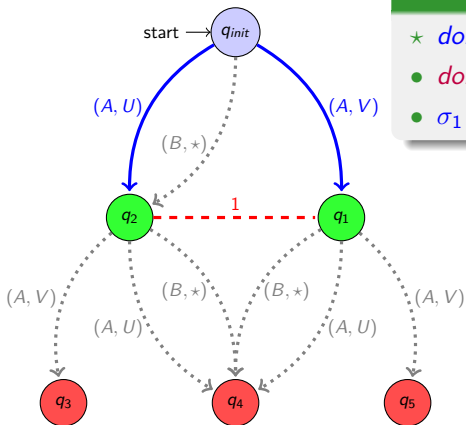 start
q_init
⋆ do
• do
• σ₁
(A, U)
(A, V)
(B, ⋆)
q₂
1
q₁
(A, V)
(A, U)
(B, ⋆)
(B, ⋆)
(A, U)
(A, V)
q₃
q₄
q₅